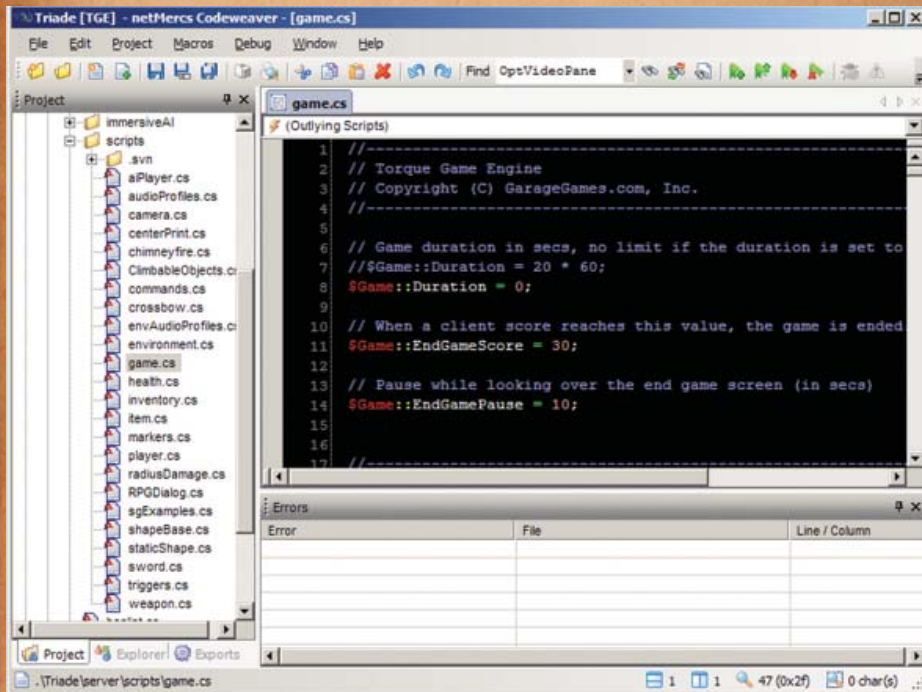 Triade [TGE] - netMercs Codeweaver - [game.cs]
File Edit Project Macros Debug Window Help
Find OptVideoPane
Project
immersiveAI
scripts
.svn
aiPlayer.cs
audioProfiles.cs
camera.cs
centerPrint.cs
chimneyfire.cs
ClimbableObjects.cs
commands.cs
crossbow.cs
envAudioProfiles.cs
environment.cs
game.cs
health.cs
inventory.cs
item.cs
markers.cs
player.cs
radiusDamage.cs
RPGDialog.cs
sgExamples.cs
shapeBase.cs
staticShape.cs
sword.cs
triggers.cs
weapon.cs
Project Explorer Exports
game.cs
(Outlying Scripts)
1 //--------------------------------------------------------
2 // Torque Game Engine
3 // Copyright (C) GarageGames.com, Inc.
4 //--------------------------------------------------------
5
6 // Game duration in secs, no limit if the duration is set to
7 //$Game::Duration = 20 * 60;
8 $Game::Duration = 0;
9
10 // When a client score reaches this value, the game is ended.
11 $Game::EndGameScore = 30;
12
13 // Pause while looking over the end game screen (in secs)
14 $Game::EndGamePause = 10;
15
16
17 //--------------------------------------------------------
Errors
Error File Line / Column
.\Triade\server\scripts\game.cs 1 1 47 (0x2f) 0 char(s)